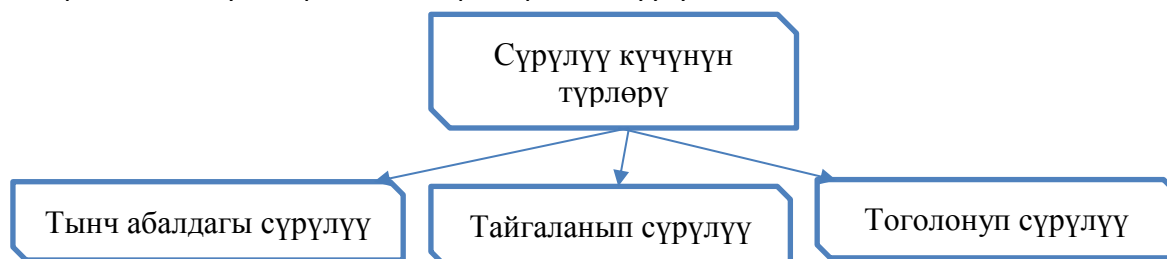 Сүрүлүү күчүнүн
түрлөрү
Тынч абалдагы сүрүлүү
Тайгаланып сүрүлүү
Тоголонуп сүрүлүү